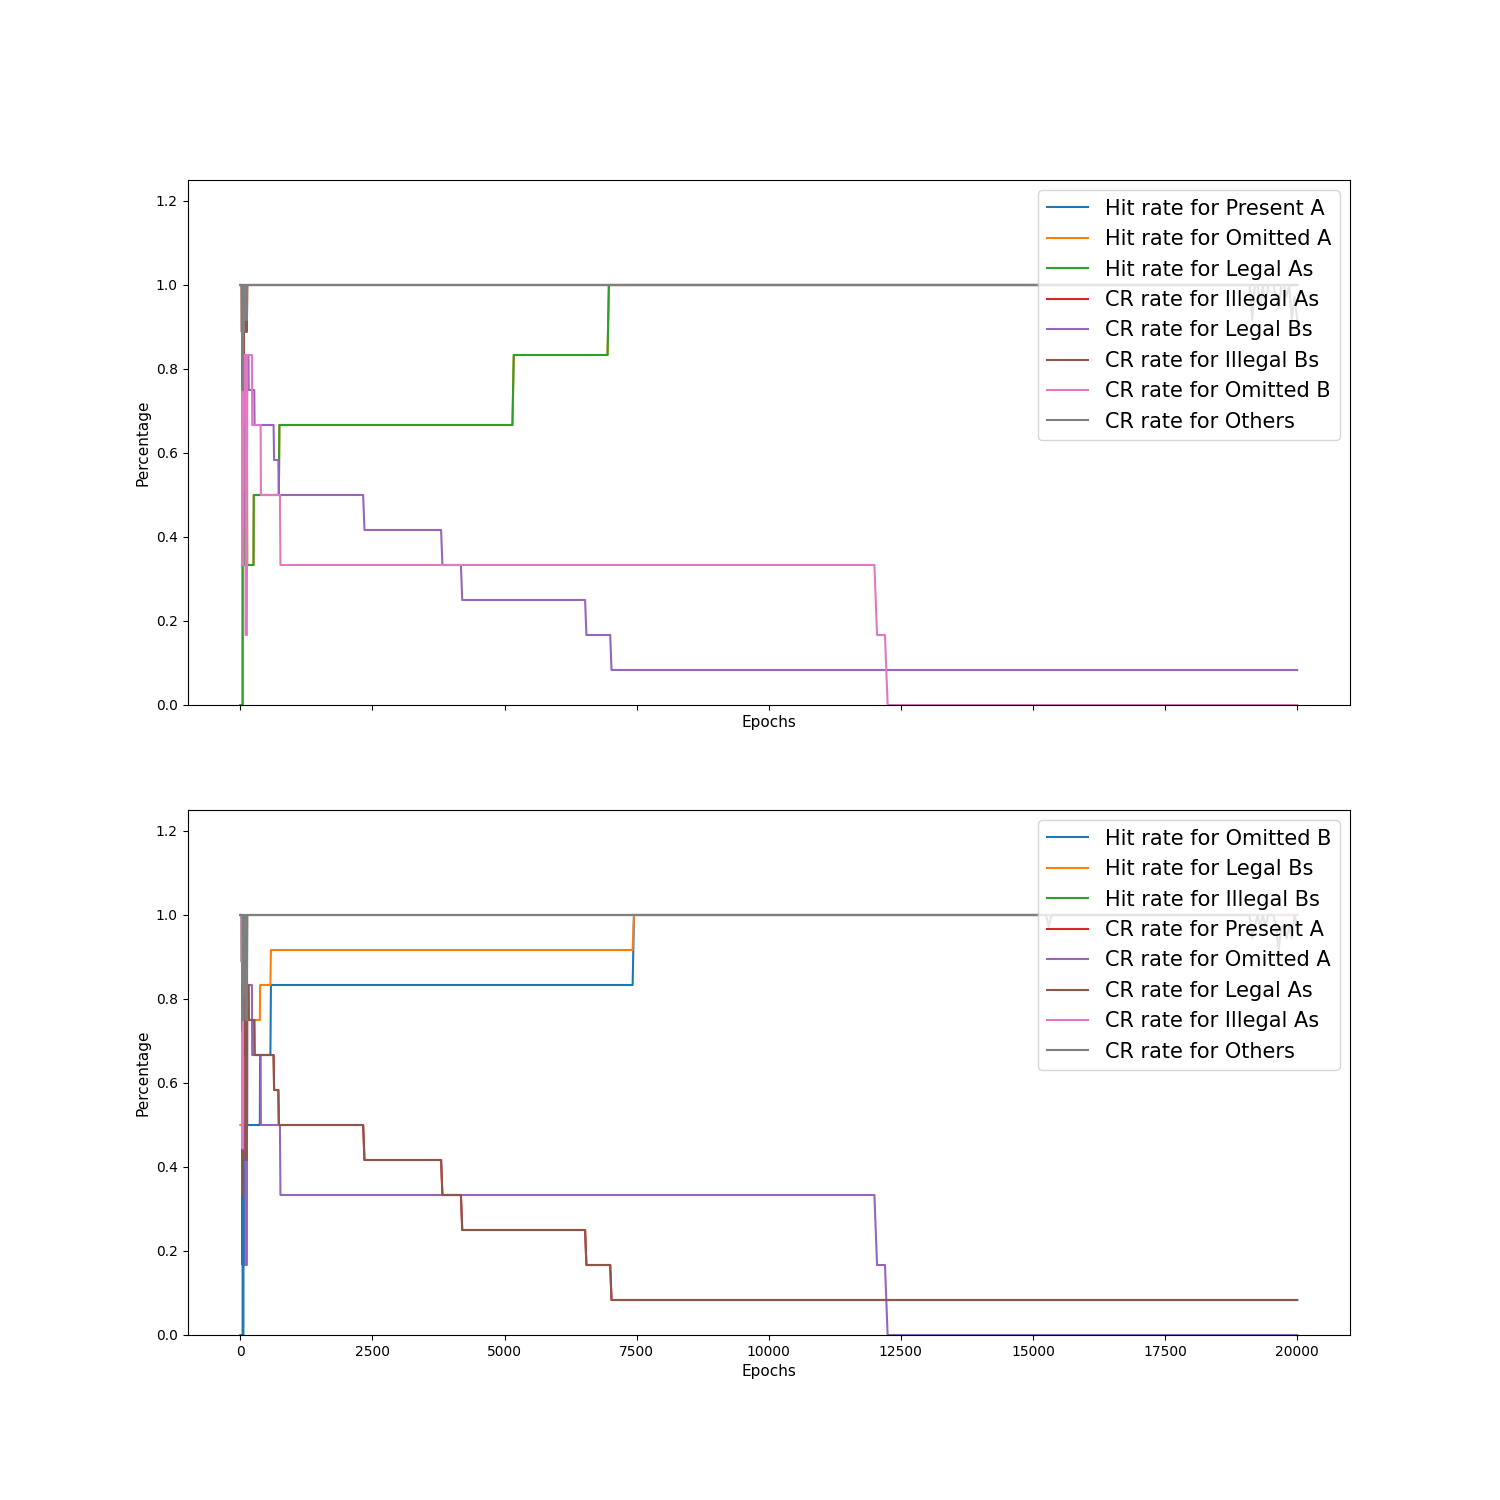 1.2
1.0
0.8
0.6
0.4
0.2
0.0
Percentage
Epochs
Hit rate for Present A
Hit rate for Omitted A
Hit rate for Legal As
CR rate for Illegal As
CR rate for Legal Bs
CR rate for Illegal Bs
CR rate for Omitted B
CR rate for Others
1.2
1.0
0.8
0.6
0.4
0.2
0.0
Percentage
0 2500 5000 7500 10000 12500 15000 17500 20000
Epochs
Hit rate for Omitted B
Hit rate for Legal Bs
Hit rate for Illegal Bs
CR rate for Present A
CR rate for Omitted A
CR rate for Legal As
CR rate for Illegal As
CR rate for Others